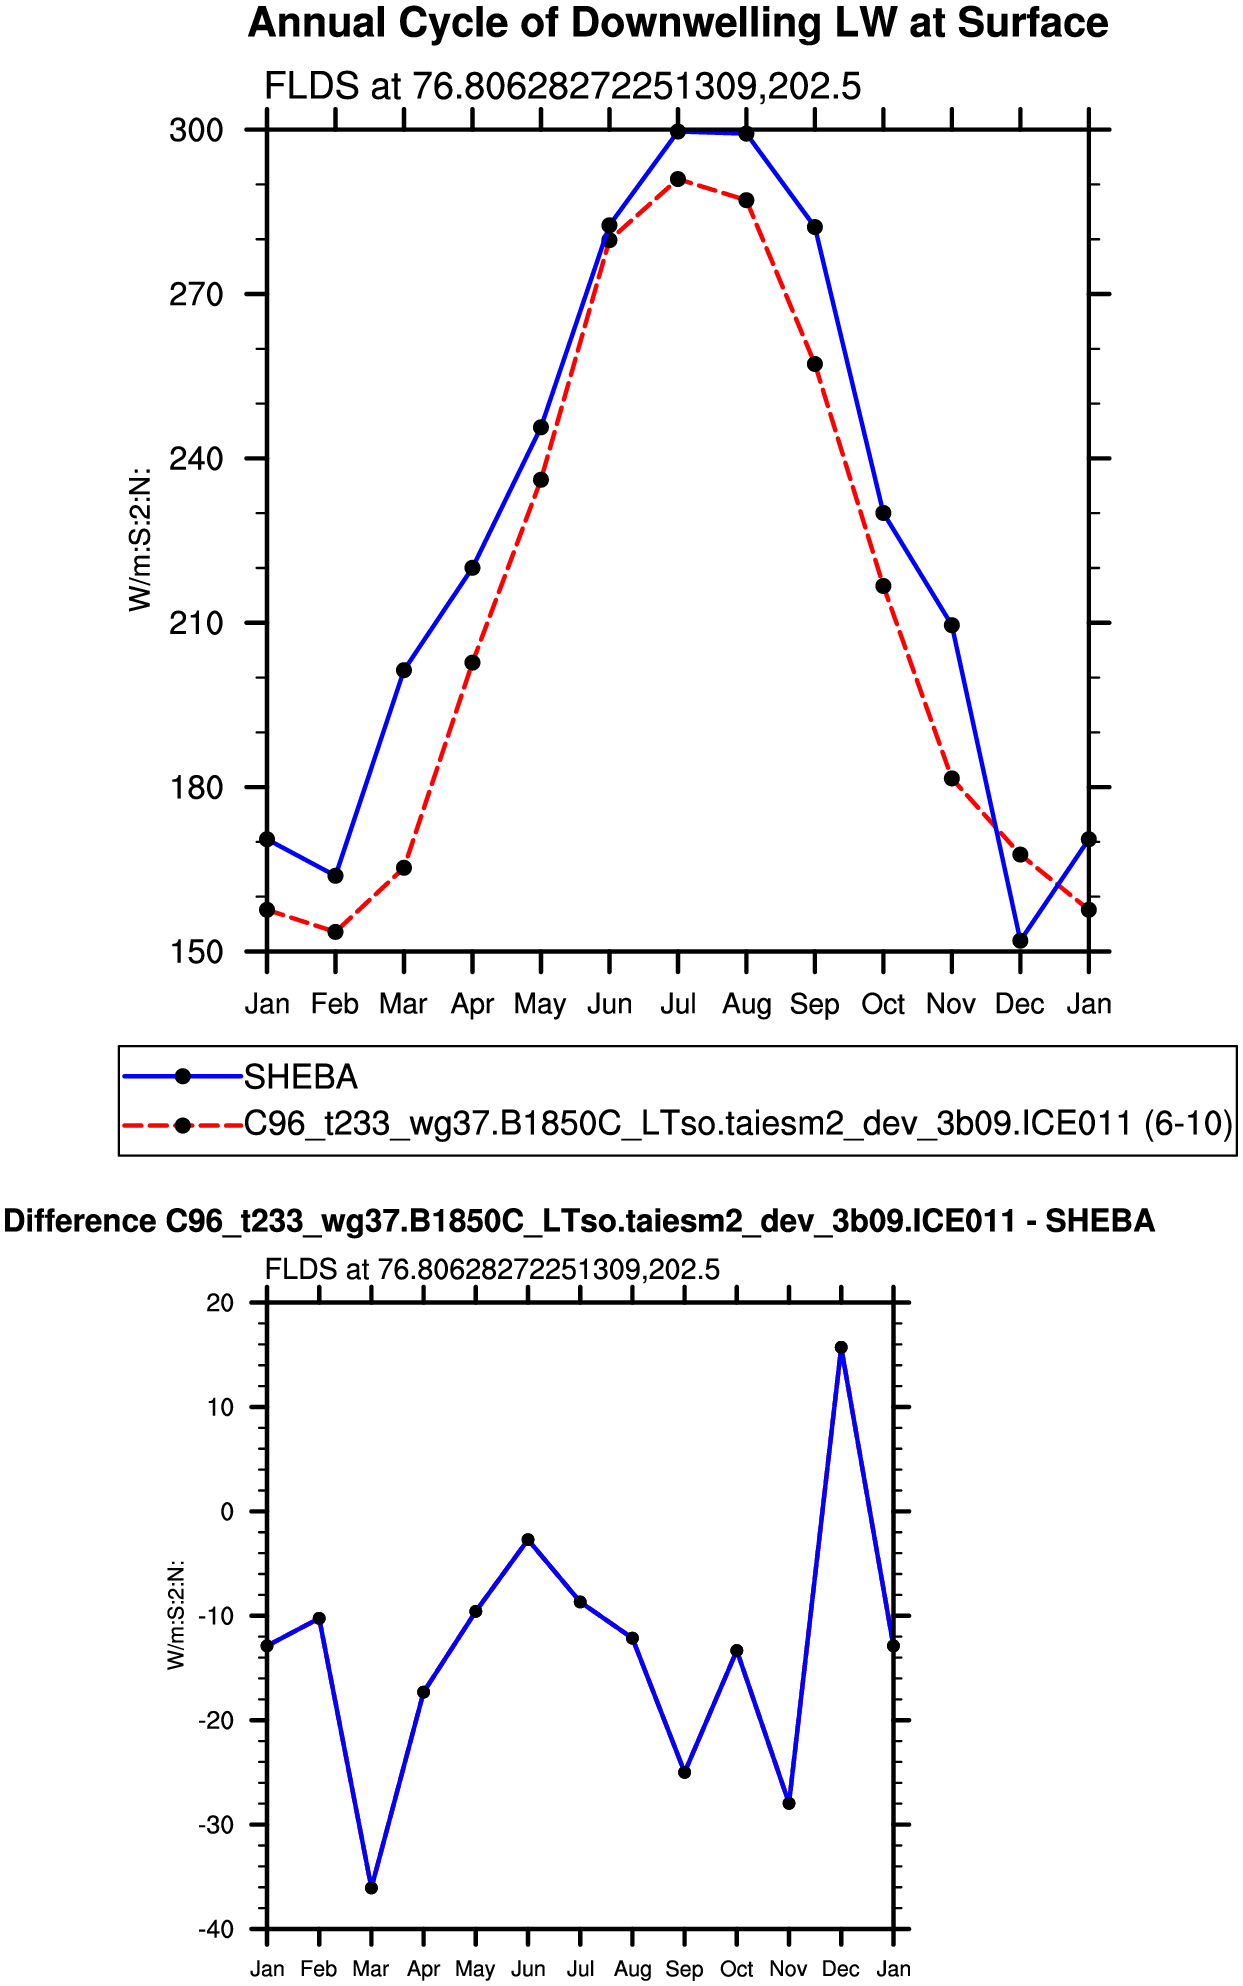 Annual Cycle of Downwelling LW at Surface
FLDS at 76.80628272251309,202.5
300
270
240
210
180
150
W/m:S:2:N:
Jan Feb Mar Apr May Jun Jul Aug Sep Oct Nov Dec Jan
SHEBA
C96_t233_wg37.B1850C_LTso.taiesm2_dev_3b09.ICE011 (6-10)
Difference C96_t233_wg37.B1850C_LTso.taiesm2_dev_3b09.ICE011 - SHEBA
FLDS at 76.80628272251309,202.5
20
10
0
-10
-20
-30
-40
W/m:S:2:N:
Jan Feb Mar Apr May Jun Jul Aug Sep Oct Nov Dec Jan